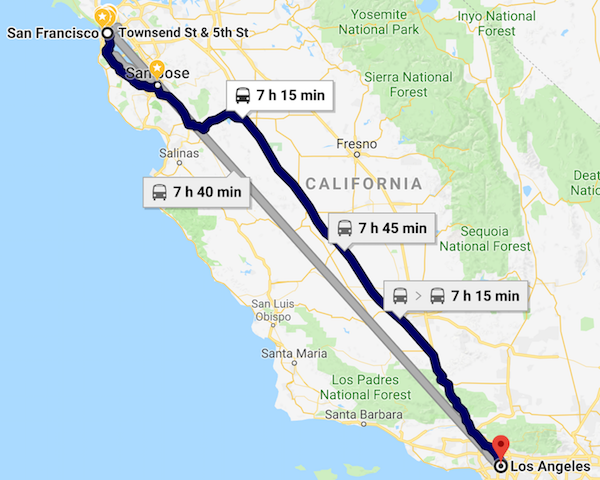 Yosemite
National Park
Inyo National
Forest
San Francisco
Townsend St & 5th St
San Jose
Sierra National
Forest
7 h 15 min
Fresno
Salinas
Deat
Natio
7 h 40 min
CALIFORNIA
7 h 45 min
Sequoia
National Forest
> 7 h 15 min
San Luis
Obispo
Santa Maria
Los Padres
National Forest
Santa Barbara
Los Angeles